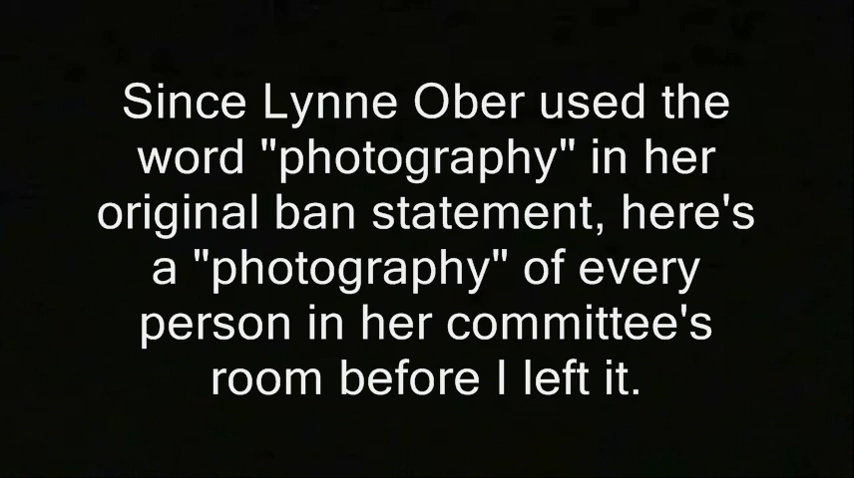 Since Lynne Ober used the
word "photography" in her
original ban statement, here's
a "photography" of every
person in her committee's
room before I left it.